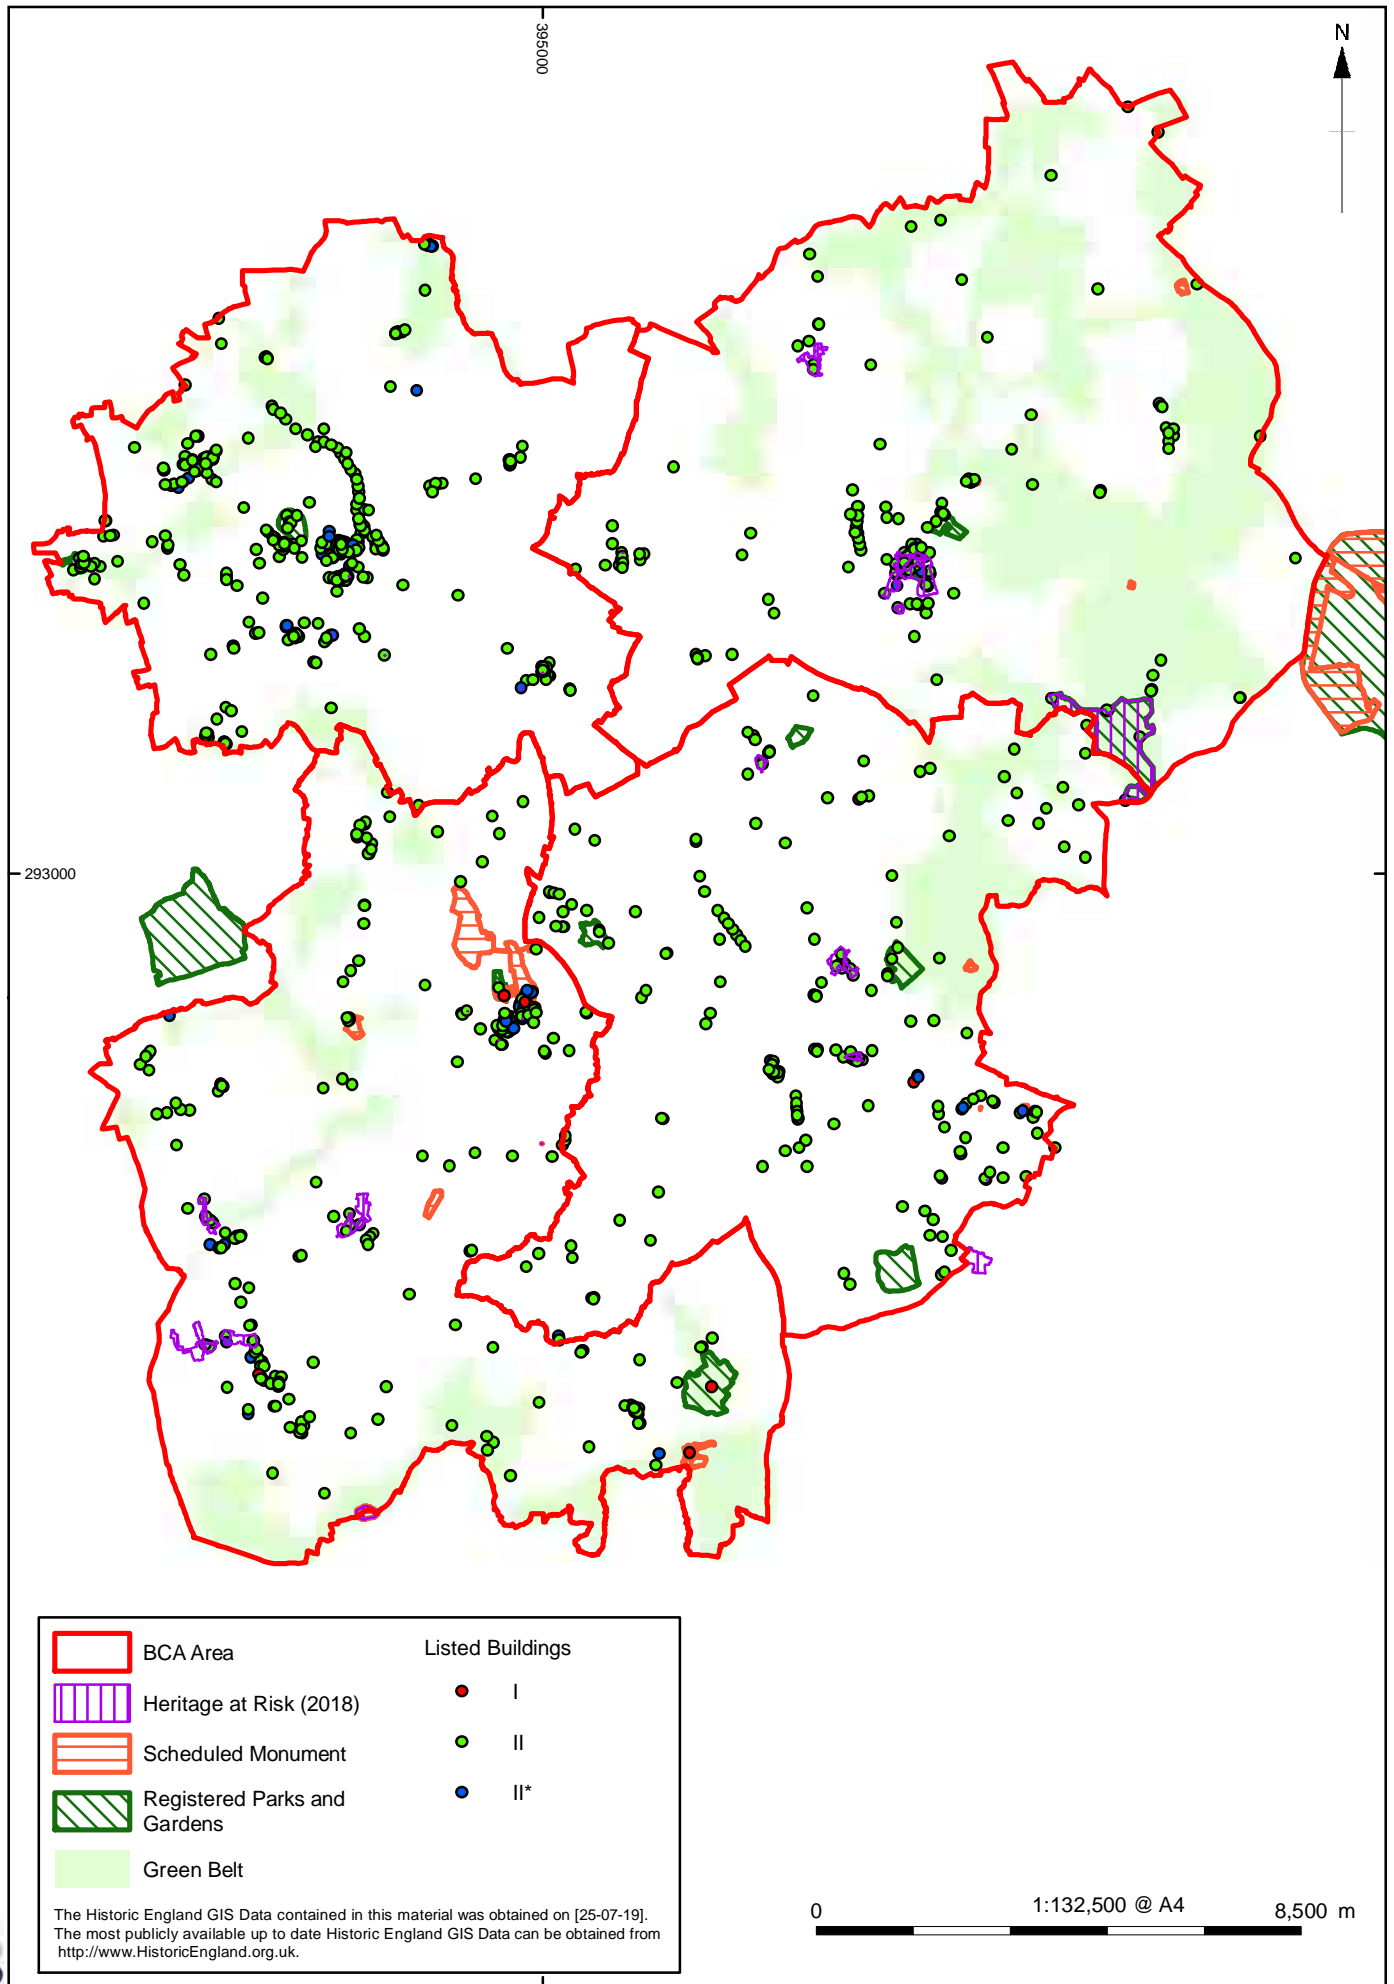 395000
N
293000
BCA Area
Heritage at Risk (2018)
Scheduled Monument
Registered Parks and
Gardens
Green Belt
Listed Buildings
I
II
II*
The Historic England GIS Data contained in this material was obtained on [25-07-19].
The most publicly available up to date Historic England GIS Data can be obtained from
http://www.HistoricEngland.org.uk.
0 1:132,500 @ A4 8,500 m